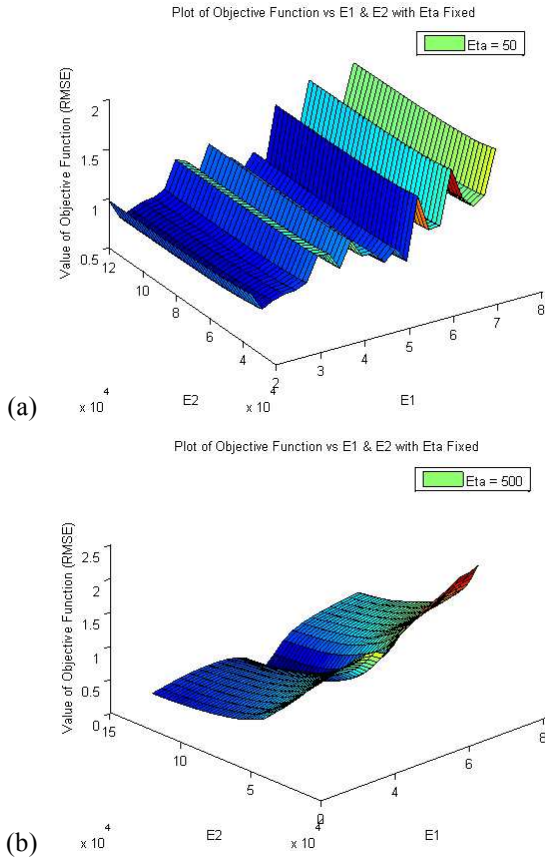 Plot of Objective Function vs E1 & E2 with Eta Fixed
Eta = 50
Value of Objective Function (RMSE)
2
1.5
1
0.5
12
10
8
6
4
2
3
4
5
6
7
8
x 10^4
E2
x 10^4
E1
(a)
Plot of Objective Function vs E1 & E2 with Eta Fixed
Eta = 500
Value of Objective Function (RMSE)
2.5
2
1.5
1
0.5
0
15
10
5
0
4
6
8
x 10^4
E2
x 10^4
E1
(b)